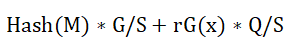 Hash(M) * G/S + rG(x) * Q/S